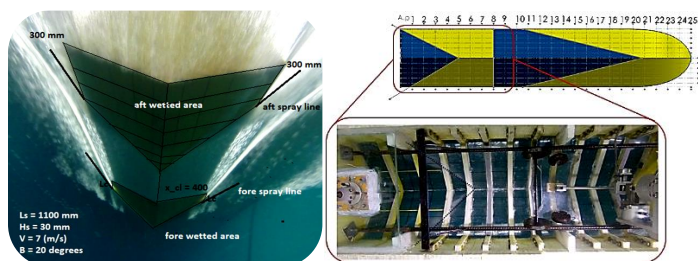 300 mm
300 mm
aft wetted area
aft spray line
x_cl = 400
Lc
fore spray line
Ls = 1100 mm
Hs = 30 mm
V = 7 (m/s)
B = 20 degrees
fore wetted area
A.p 1 2 3 4 5 6 7 8 9 10 11 12 13 14 15 16 17 18 19 20 21 22 23 24 25